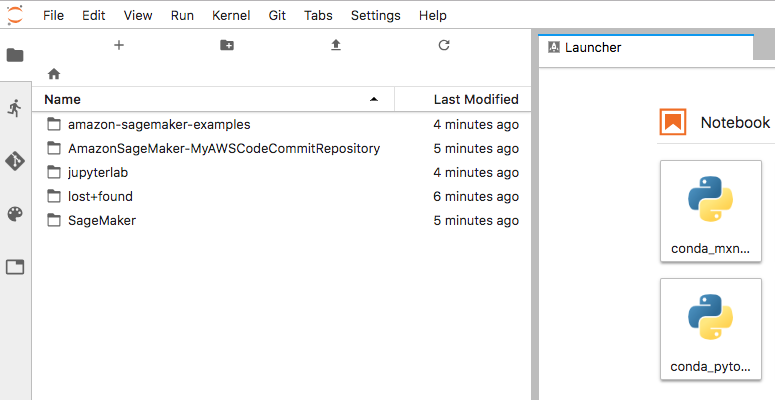 File Edit View Run Kernel Git Tabs Settings Help
Launcher
Name Last Modified
amazon-sagemaker-examples 4 minutes ago
AmazonSageMaker-MyAWSCodeCommitRepository 5 minutes ago
jupyterlab 4 minutes ago
lost+found 6 minutes ago
SageMaker 5 minutes ago
Notebook
conda_mxn...
conda_pyto...